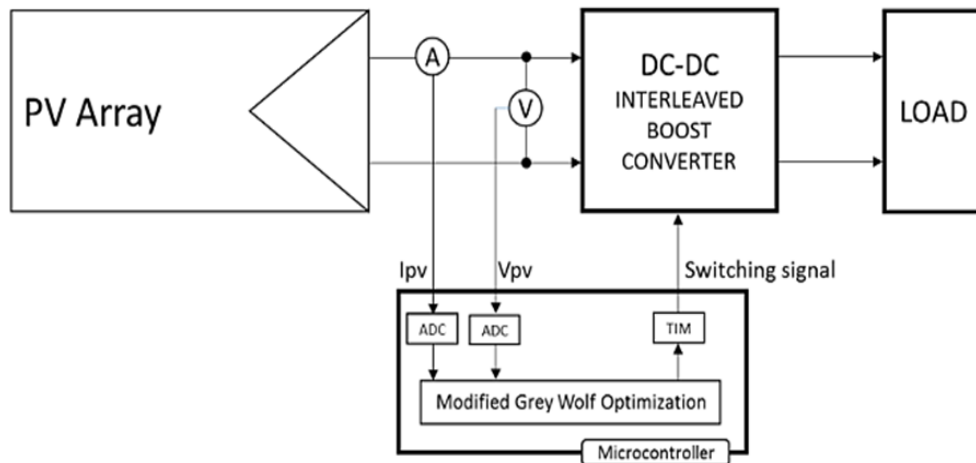 PV Array
A
V
DC-DC
INTERLEAVED
BOOST
CONVERTER
LOAD
Ipv
Vpv
Switching signal
ADC
ADC
TIM
Modified Grey Wolf Optimization
Microcontroller